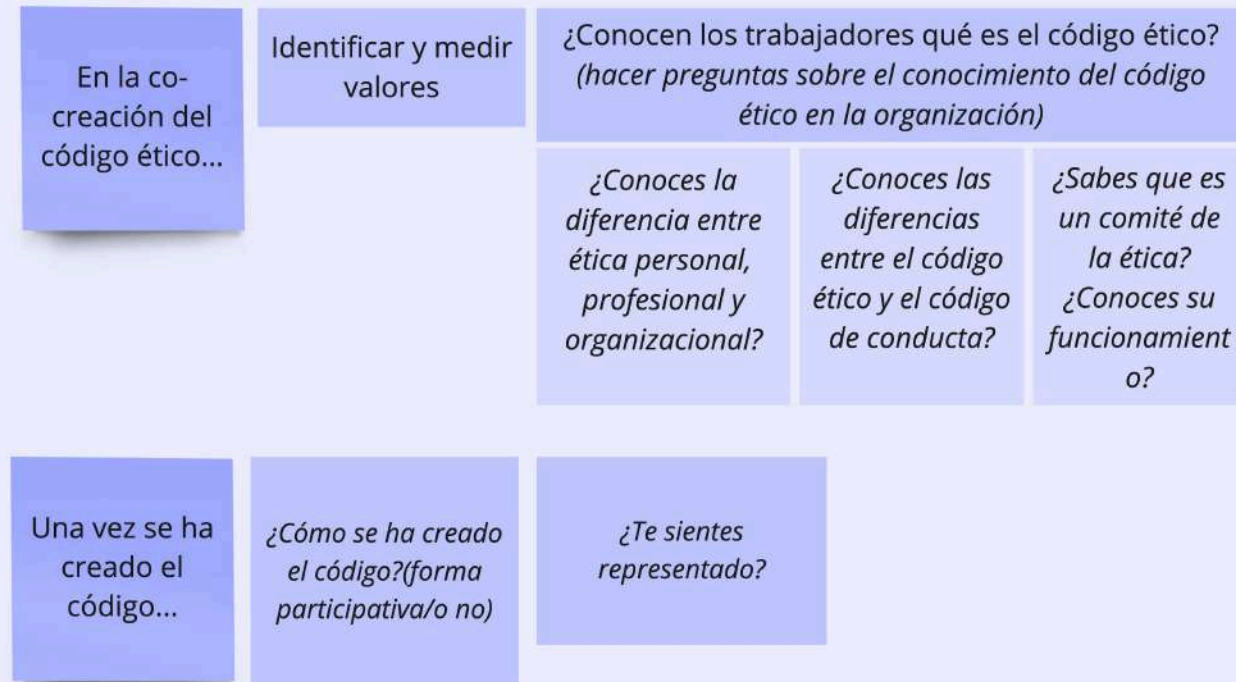 En la co-
creación del
código ético...
Identificar y medir
valores
¿Conocen los trabajadores qué es el código ético?
(hacer preguntas sobre el conocimiento del código
ético en la organización)
¿Conoces la
diferencia entre
ética personal,
profesional y
organizacional?
¿Conoces las
diferencias
entre el código
ético y el código
de conducta?
¿Sabes que es
un comité de
la ética?
¿Conoces su
funcionamient
o?
Una vez se ha
creado el
código...
¿Cómo se ha creado
el código?(forma
participativa/o no)
¿Te sientes
representado?